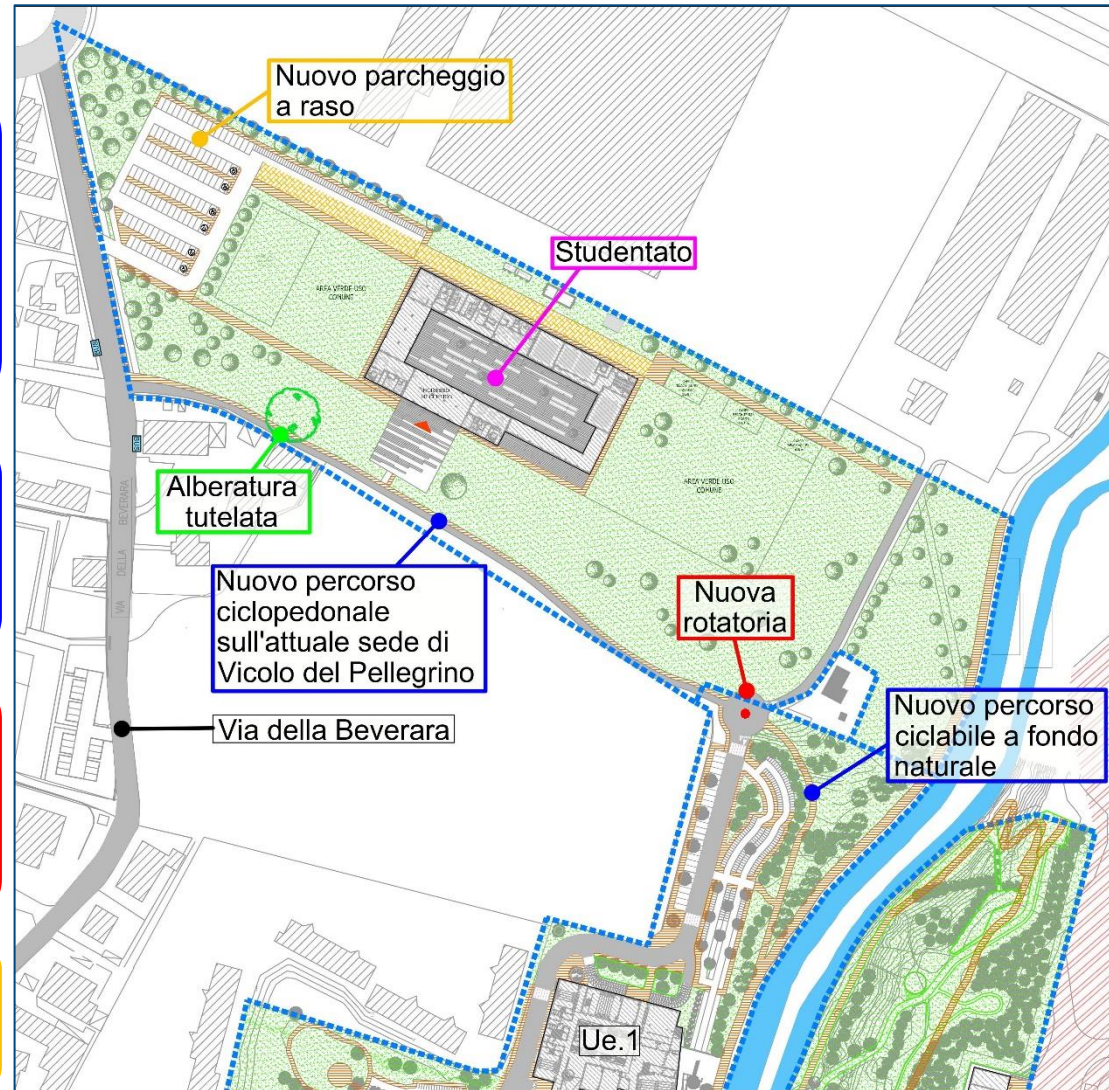 Nuovo parcheggio
a raso
Studentato
AREA VERDE USO
COMUNE
Alberatura
tutelata
AREA VERDE USO
COMUNE
VIA DELLA BEVERARA
Nuovo percorso
ciclopedonale
sull'attuale sede di
Vicolo del Pellegrino
Nuova
rotatoria
Via della Beverara
Nuovo percorso
ciclabile a fondo
naturale
Ue.1